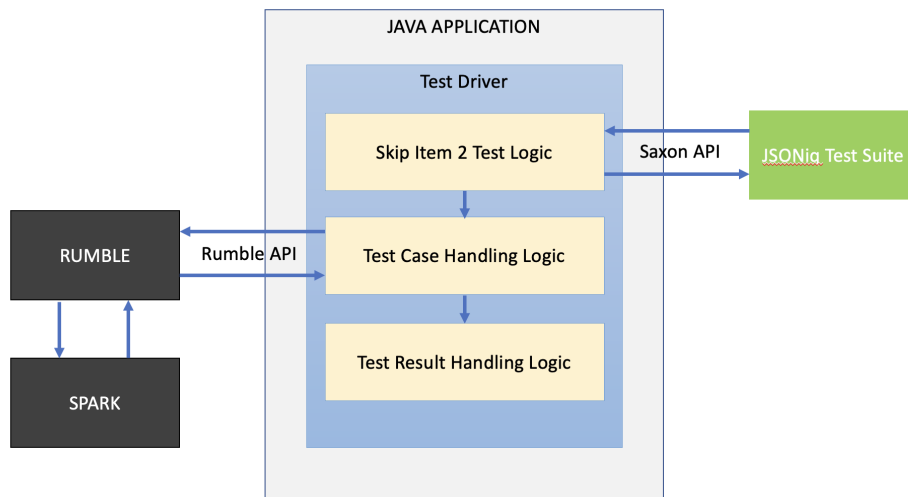 JAVA APPLICATION
Test Driver
Skip Item 2 Test Logic
Saxon API
JSONiq Test Suite
RUMBLE
Rumble API
Test Case Handling Logic
Test Result Handling Logic
SPARK